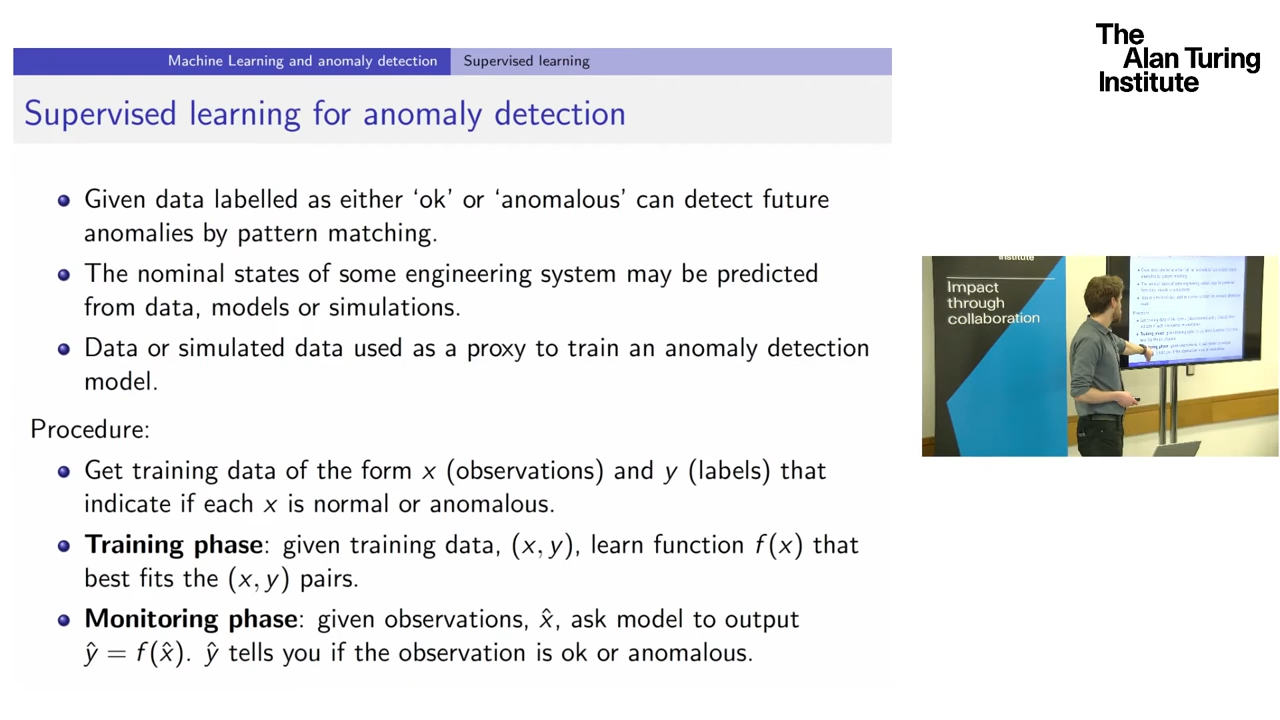 The
Alan Turing
Institute
Machine Learning and anomaly detection Supervised learning
Supervised learning for anomaly detection
Given data labelled as either ‘ok’ or ‘anomalous’ can detect future
anomalies by pattern matching.
The nominal states of some engineering system may be predicted
from data, models or simulations.
Data or simulated data used as a proxy to train an anomaly detection
model.
Procedure:
Get training data of the form x (observations) and y (labels) that
indicate if each x is normal or anomalous.
Training phase: given training data, (x, y), learn function f(x) that
best fits the (x, y) pairs.
Monitoring phase: given observations, x̂, ask model to output
ŷ = f(x̂). ŷ tells you if the observation is ok or anomalous.
Institute
Impact
through
collaboration